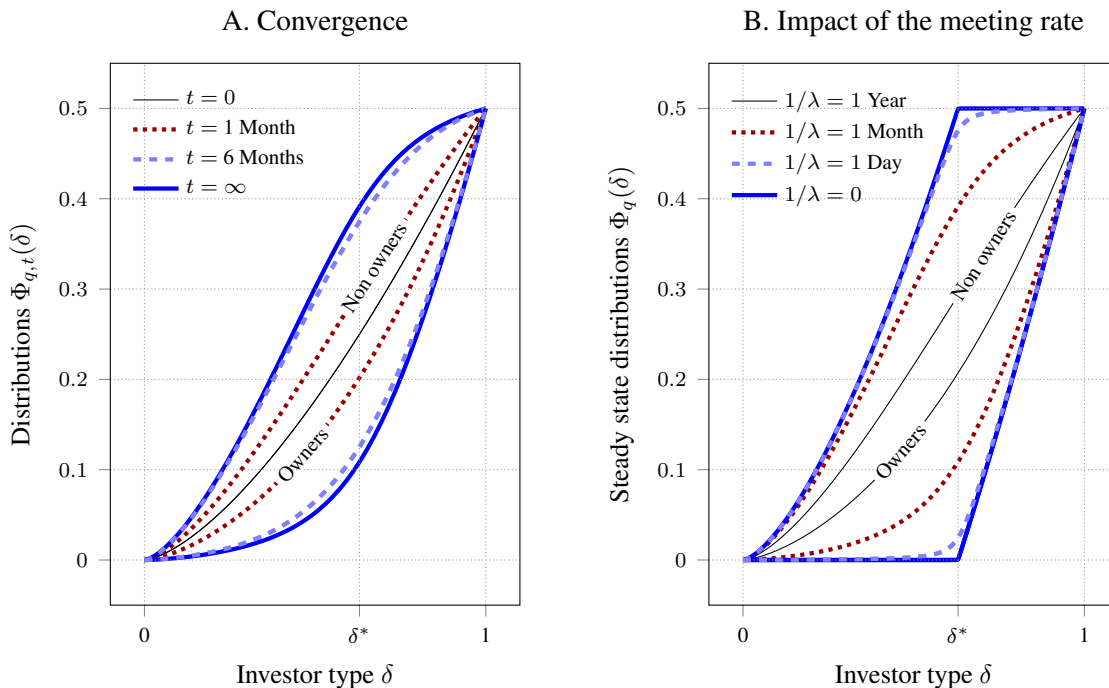 A. Convergence
t = 0
t = 1 Month
t = 6 Months
t = ∞
Non owners
Owners
0.5
0.4
0.3
0.2
0.1
0
0
δ*
1
Distributions Φq,t(δ)
Investor type δ
B. Impact of the meeting rate
1/λ = 1 Year
1/λ = 1 Month
1/λ = 1 Day
1/λ = 0
Non owners
Owners
0.5
0.4
0.3
0.2
0.1
0
0
δ*
1
Steady state distributions Φq(δ)
Investor type δ